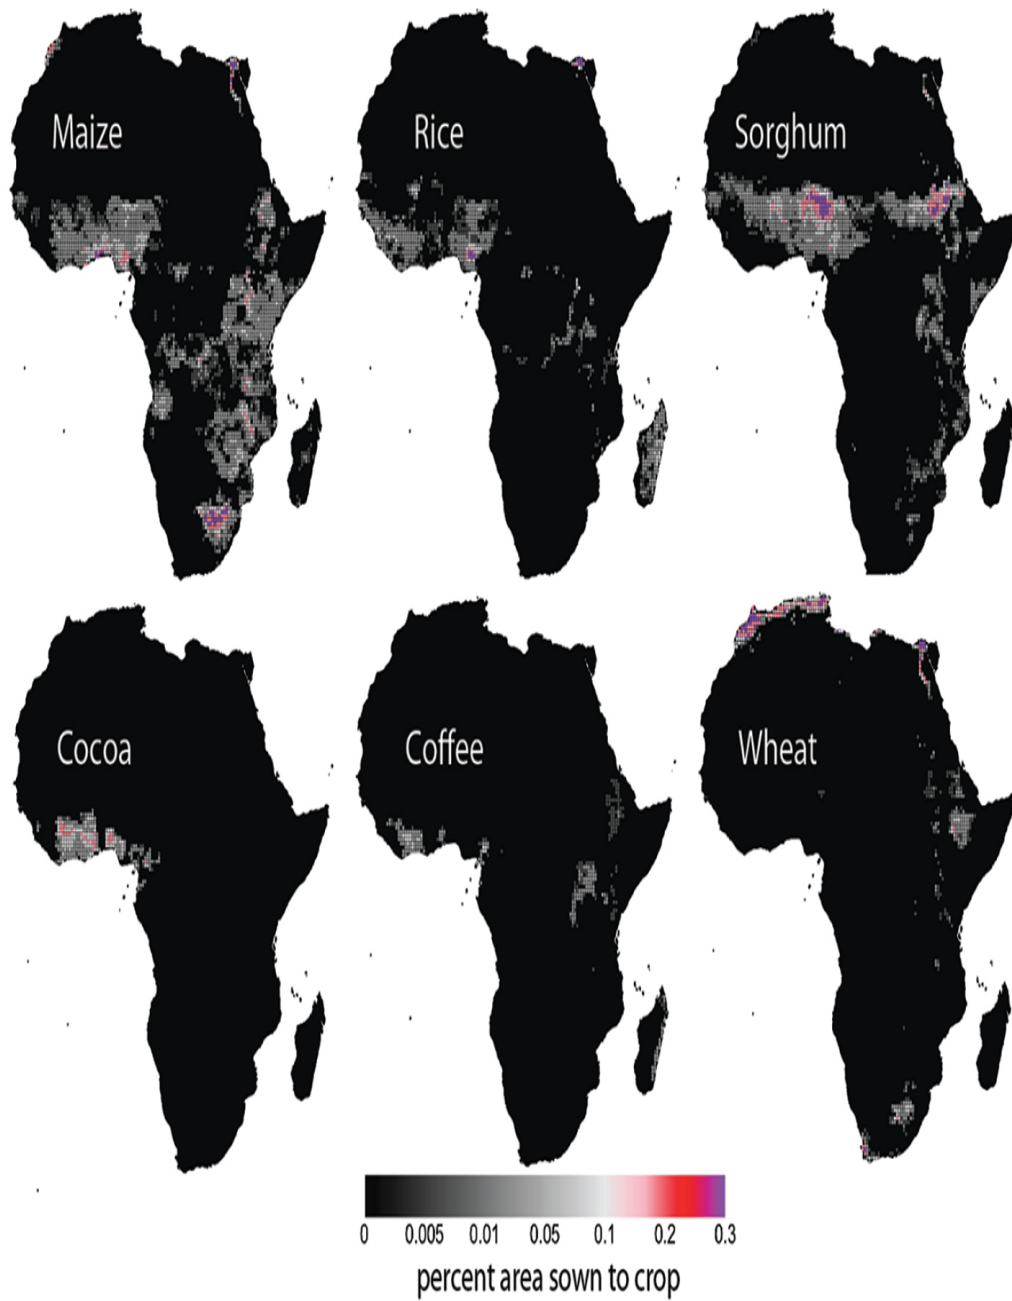 Maize
Rice
Sorghum
Cocoa
Coffee
Wheat
0 0.005 0.01 0.05 0.1 0.2 0.3
percent area sown to crop